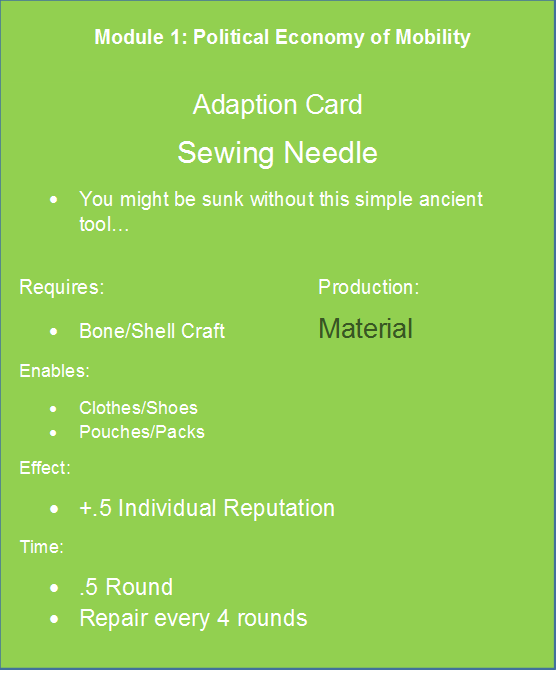 Module 1: Political Economy of Mobility
Adaption Card
Sewing Needle
• You might be sunk without this simple ancient
tool…
Requires:
• Bone/Shell Craft
Production:
Material
Enables:
• Clothes/Shoes
• Pouches/Packs
Effect:
• +.5 Individual Reputation
Time:
• .5 Round
• Repair every 4 rounds